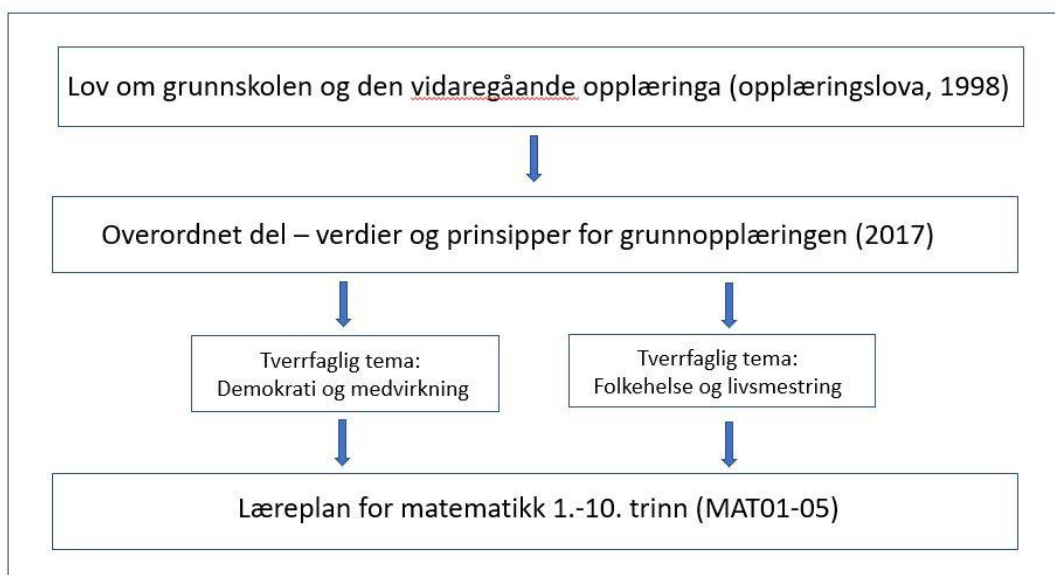 Lov om grunnskolen og den vidaregåande opplæringa (opplæringslova, 1998)
Overordnet del – verdier og prinsipper for grunnopplæringen (2017)
Tverrfaglig tema:
Demokrati og medvirkning
Tverrfaglig tema:
Folkehelse og livsmestring
Læreplan for matematikk 1.-10. trinn (MAT01-05)